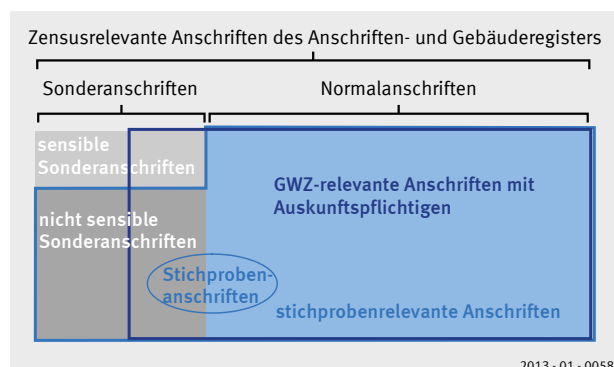 Zensusrelevante Anschriften des Anschriften- und Gebäuderegisters
Sonderanschriften
Normalanschriften
sensible
Sonderanschriften
GWZ-relevante Anschriften mit
Auskunftspflichtigen
nicht sensible
Sonderanschriften
Stichproben-
anschriften
stichprobenrelevante Anschriften
2013 - 01 - 0058